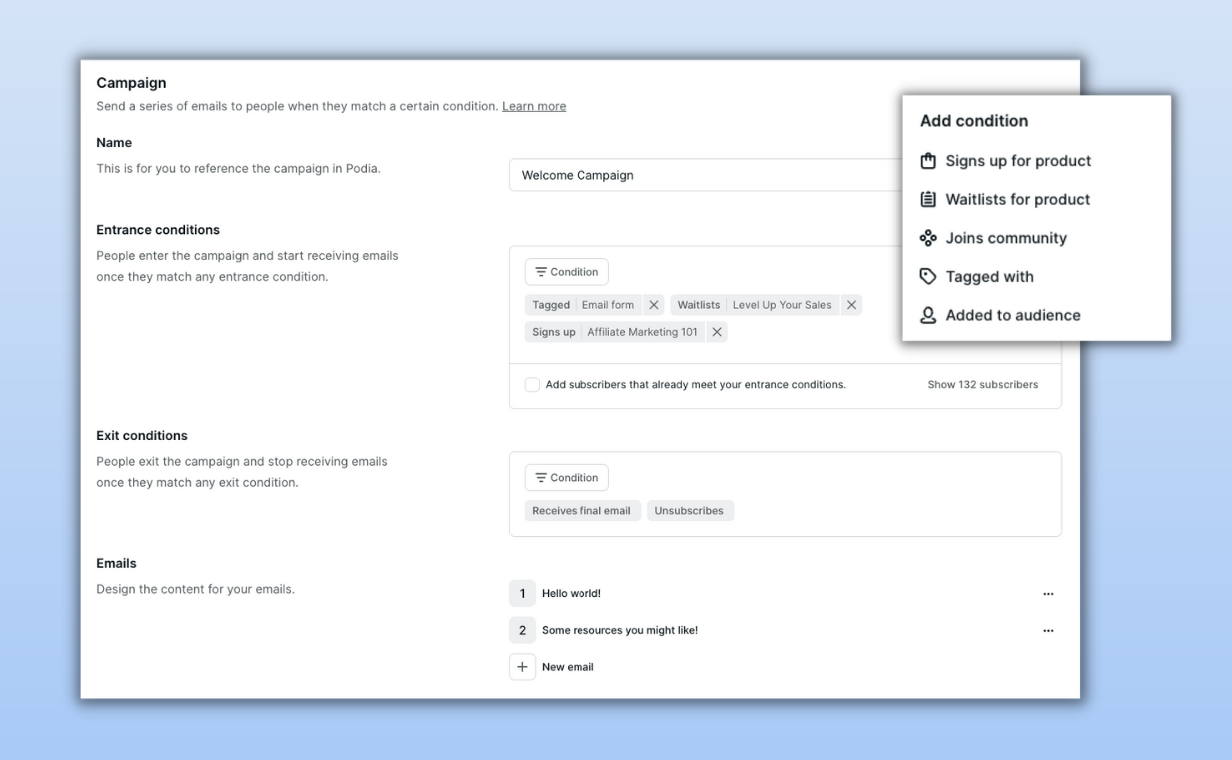 Campaign
Send a series of emails to people when they match a certain condition. Learn more
Name
This is for you to reference the campaign in Podia.
Welcome Campaign
Entrance conditions
People enter the campaign and start receiving emails
once they match any entrance condition.
Condition
Tagged Email form Waitlists Level Up Your Sales
Signs up Affiliate Marketing 101
Add subscribers that already meet your entrance conditions. Show 132 subscribers
Exit conditions
People exit the campaign and stop receiving emails
once they match any exit condition.
Condition
Receives final email Unsubscribes
Emails
Design the content for your emails.
1 Hello world!
2 Some resources you might like!
New email
Add condition
Signs up for product
Waitlists for product
Joins community
Tagged with
Added to audience